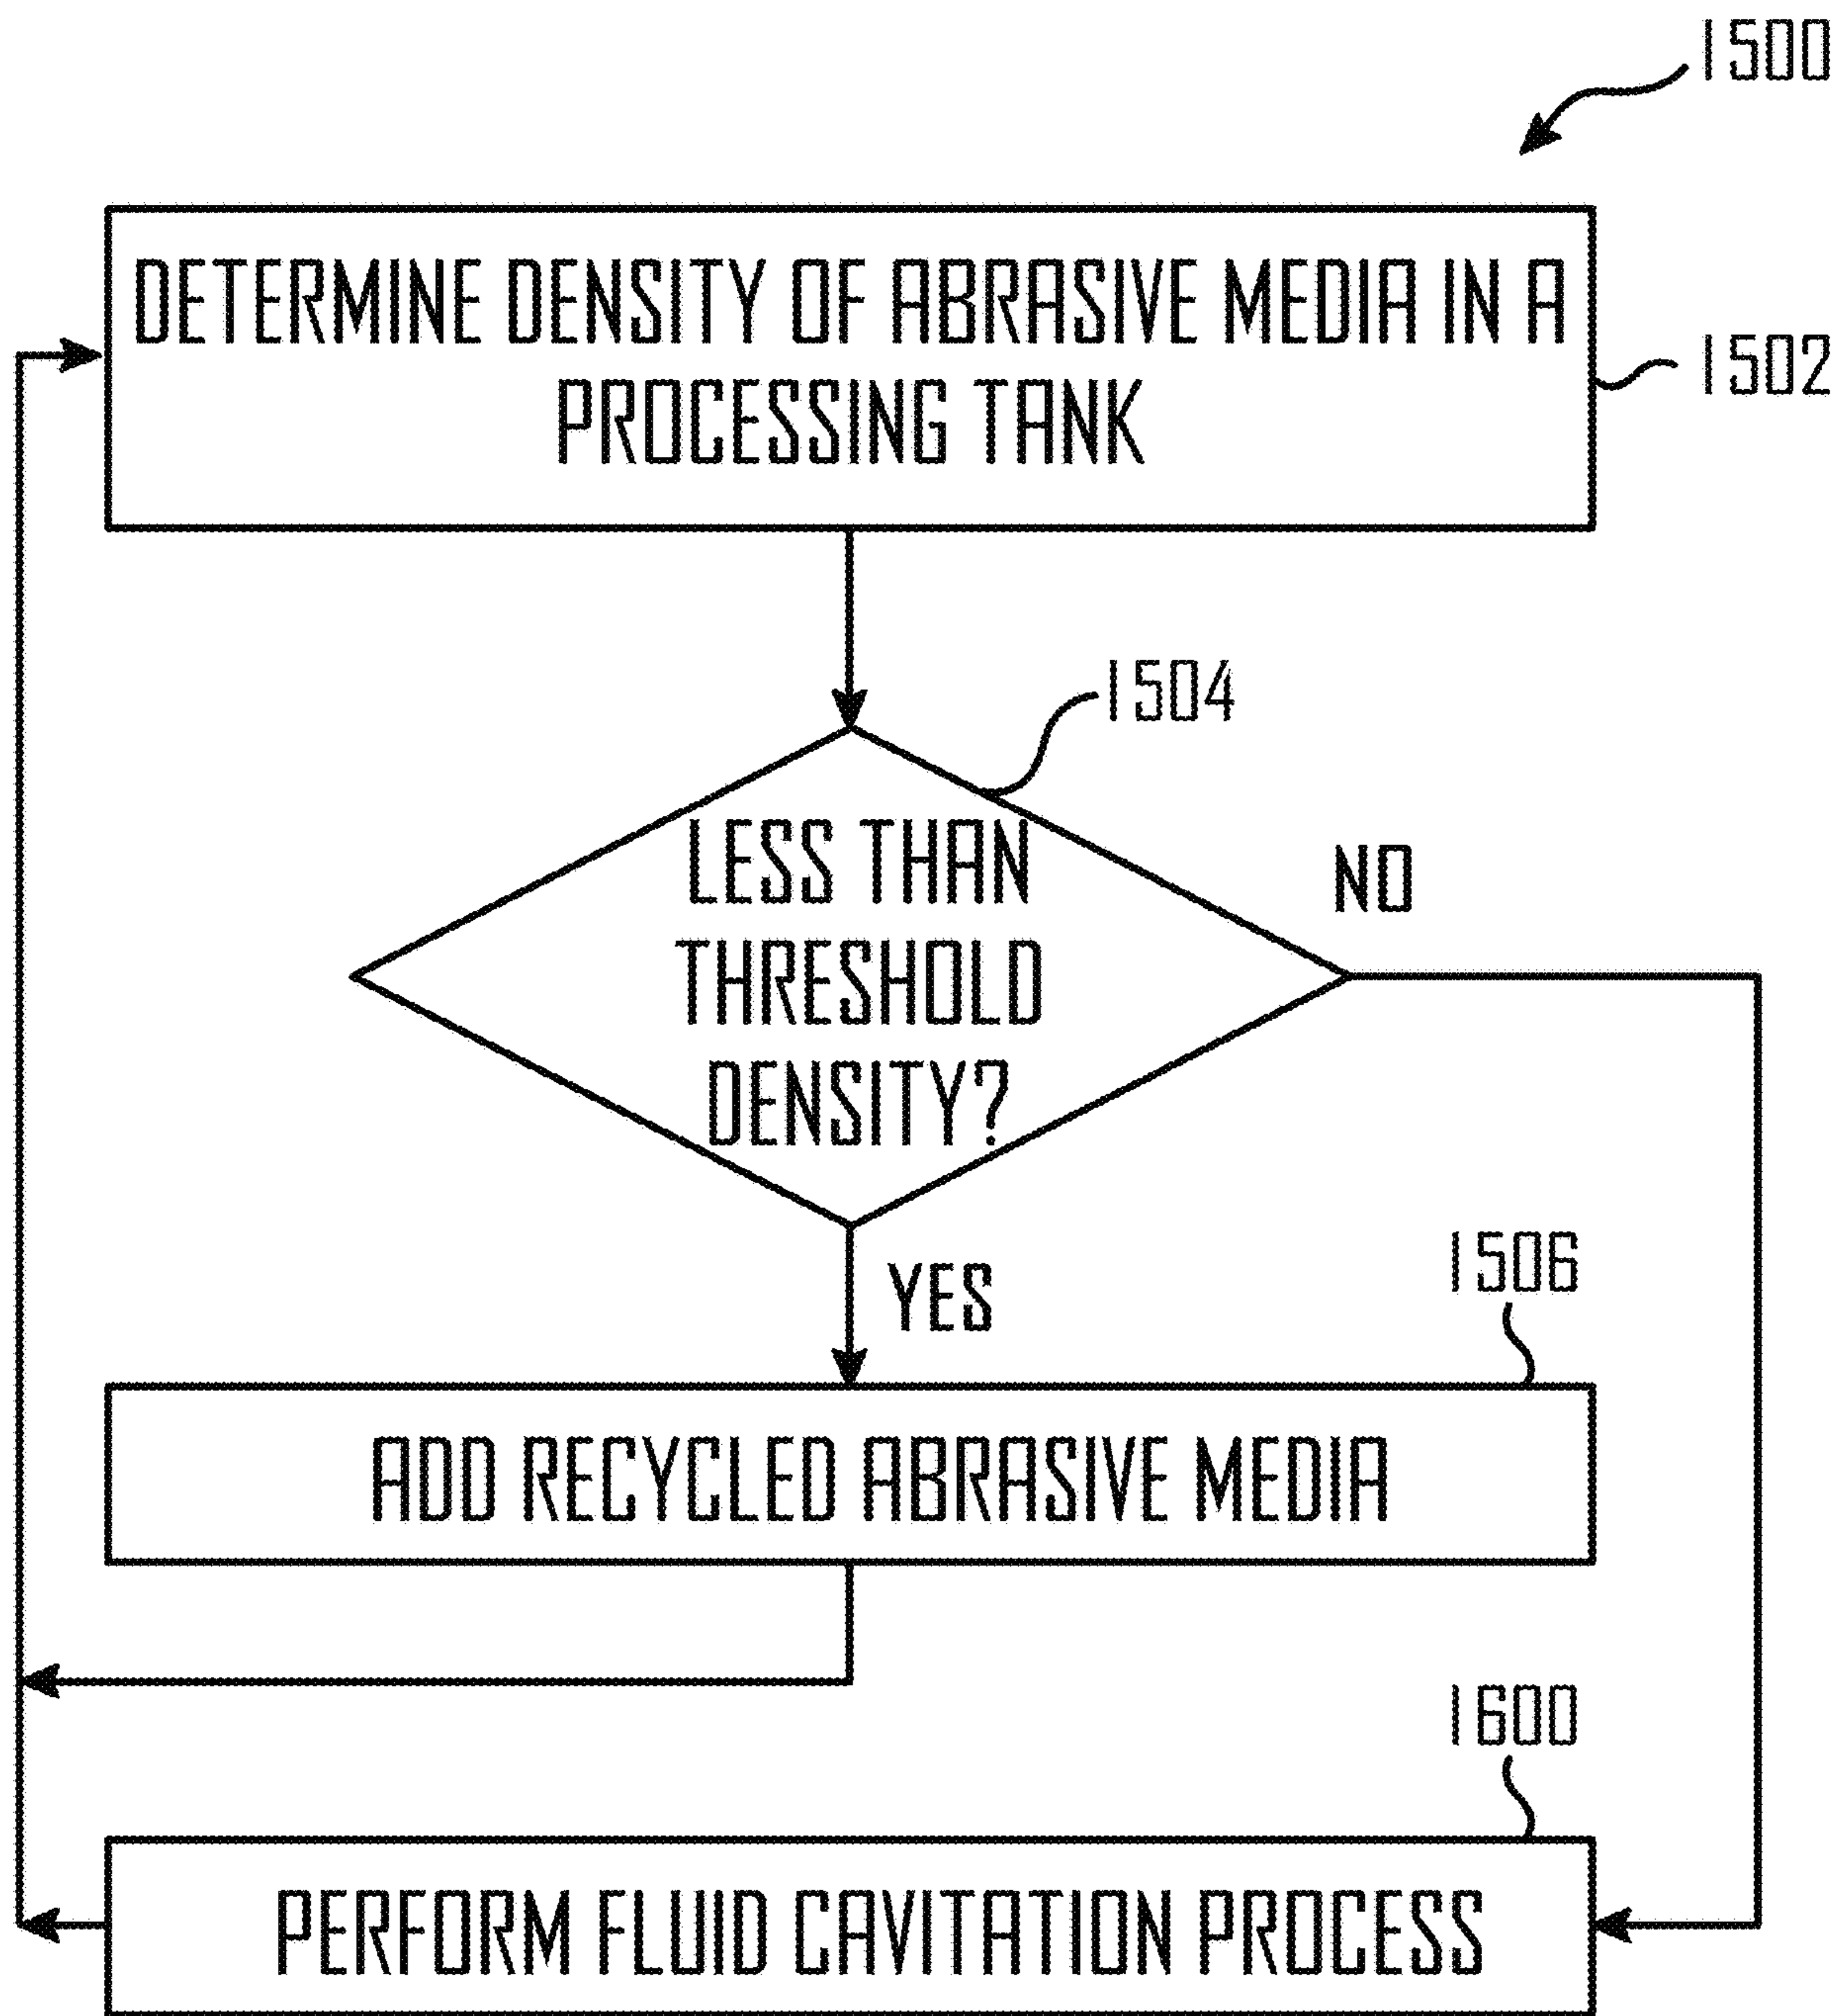 1500
DETERMINE DENSITY OF ABRASIVE MEDIA IN A
PROCESSING TANK
1502
1504
LESS THAN
THRESHOLD
DENSITY?
NO
YES
1506
ADD RECYCLED ABRASIVE MEDIA
1600
PERFORM FLUID CAVITATION PROCESS